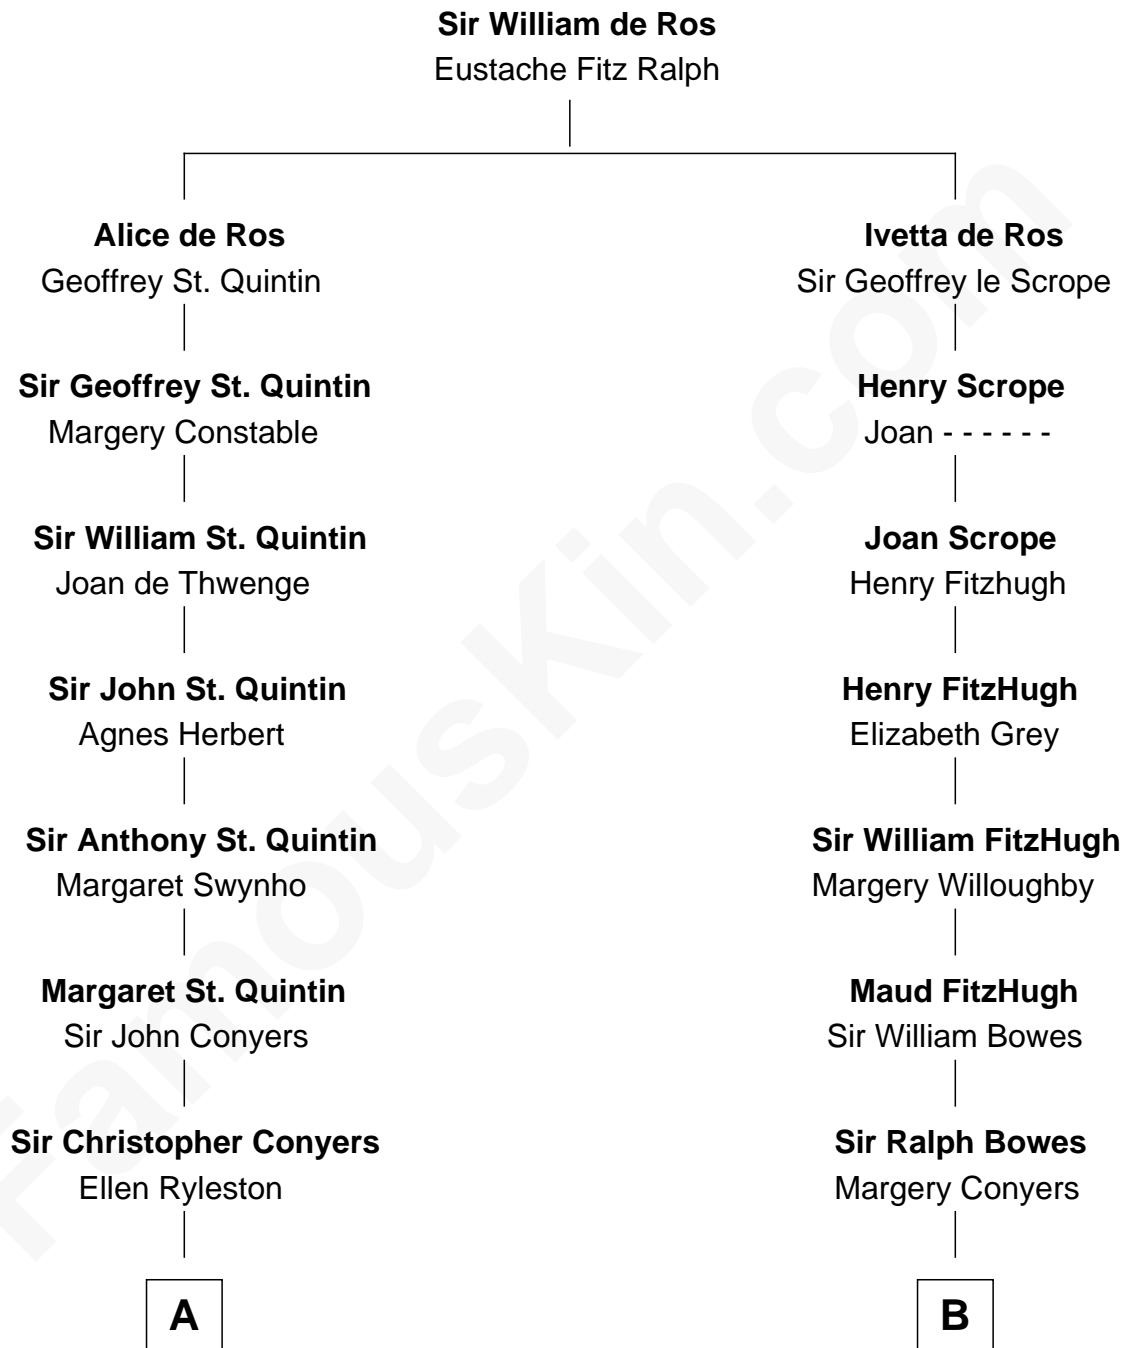 Sir William de Ros
Eustache Fitz Ralph
Alice de Ros
Geoffrey St. Quintin
Ivetta de Ros
Sir Geoffrey le Scrope
Sir Geoffrey St. Quintin
Margery Constable
Henry Scrope
Joan - - - - - -
Sir William St. Quintin
Joan de Thwenge
Joan Scrope
Henry Fitzhugh
Sir John St. Quintin
Agnes Herbert
Henry FitzHugh
Elizabeth Grey
Sir Anthony St. Quintin
Margaret Swynho
Sir William FitzHugh
Margery Willoughby
Margaret St. Quintin
Sir John Conyers
Maud FitzHugh
Sir William Bowes
Sir Christopher Conyers
Ellen Ryleston
Sir Ralph Bowes
Margery Conyers
A
B
FamousKin.com